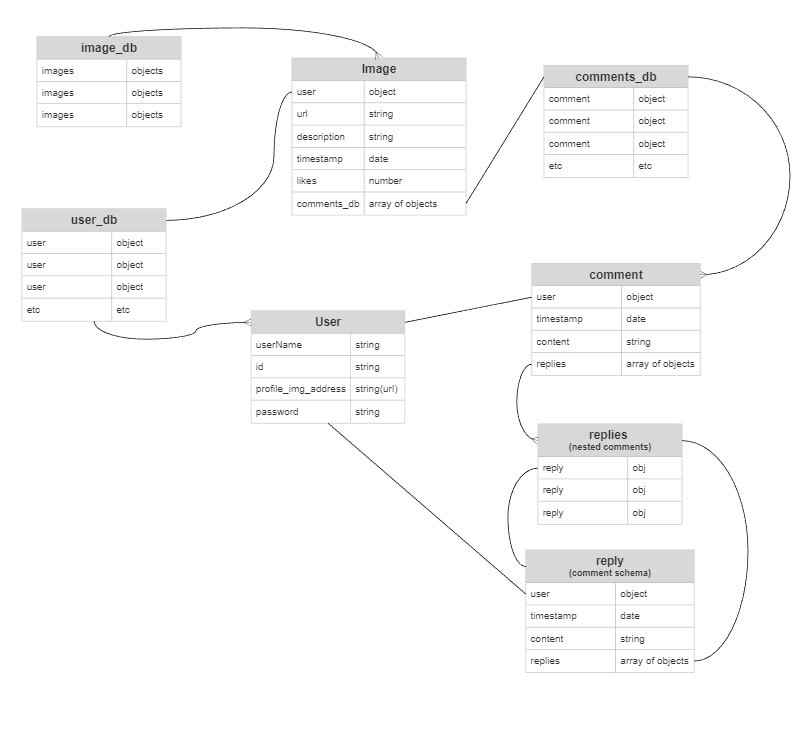 image_db
images objects
images objects
images objects
Image
user object
url string
description string
timestamp date
likes number
comments_db array of objects
comments_db
comment object
comment object
comment object
etc etc
user_db
user object
user object
user object
etc etc
User
userName string
id string
profile_img_address string(url)
password string
comment
user object
timestamp date
content string
replies array of objects
replies
(nested comments)
reply obj
reply obj
reply obj
reply
(comment schema)
user object
timestamp date
content string
replies array of objects